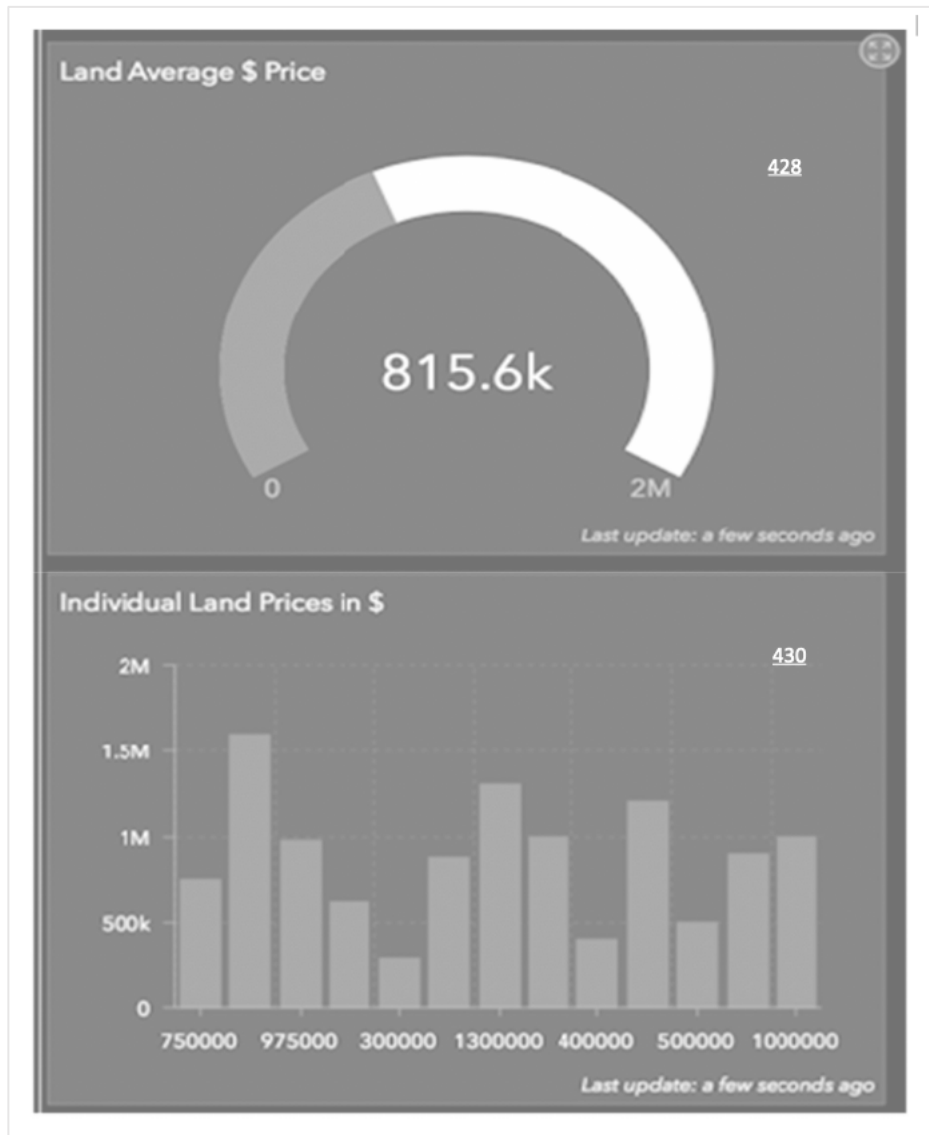 Land Average $ Price
428
815.6k
0 2M
Last update: a few seconds ago
Individual Land Prices in $
430
2M
1.5M
1M
500k
0
750000 975000 300000 1300000 400000 500000 1000000
Last update: a few seconds ago